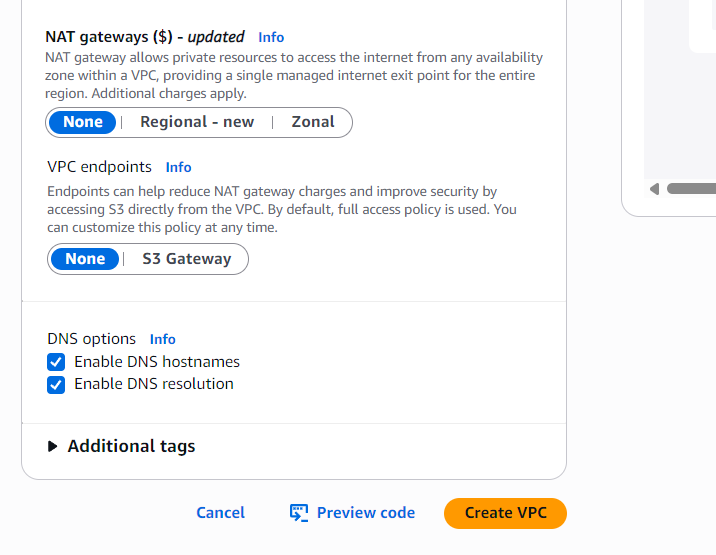 NAT gateways ($) - updated Info
NAT gateway allows private resources to access the internet from any availability
zone within a VPC, providing a single managed internet exit point for the entire
region. Additional charges apply.
None | Regional - new | Zonal
VPC endpoints Info
Endpoints can help reduce NAT gateway charges and improve security by
accessing S3 directly from the VPC. By default, full access policy is used. You
can customize this policy at any time.
None | S3 Gateway
DNS options Info
Enable DNS hostnames
Enable DNS resolution
Additional tags
Cancel Preview code Create VPC